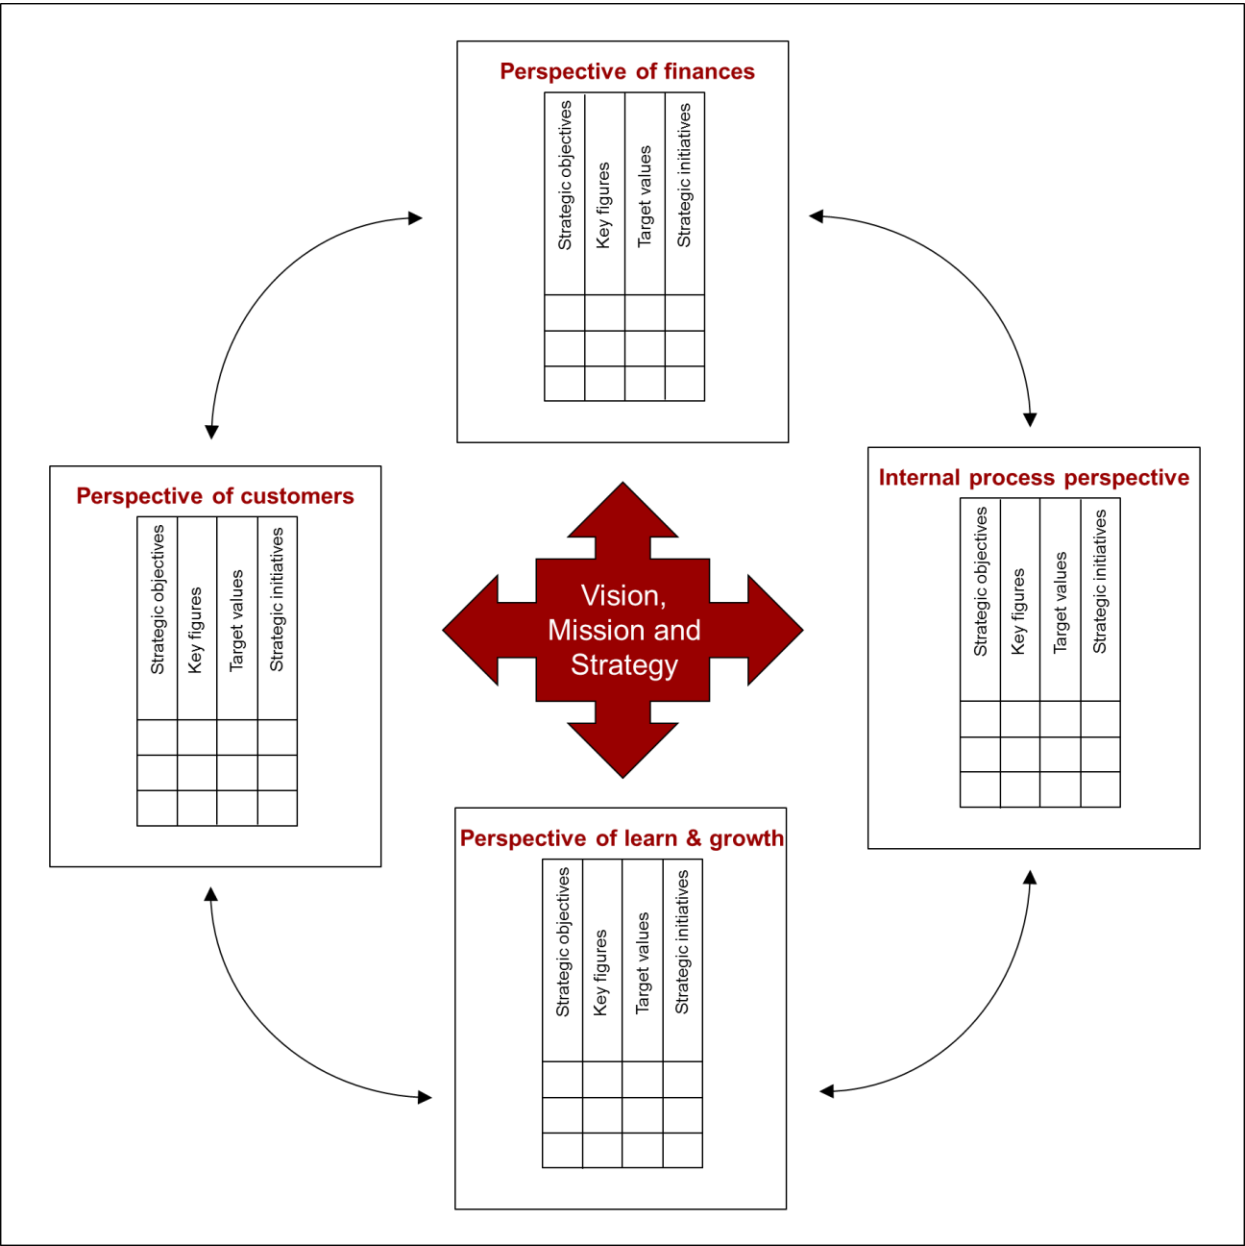 Perspective of finances
Strategic objectives
Key figures
Target values
Strategic initiatives
Perspective of customers
Strategic objectives
Key figures
Target values
Strategic initiatives
Vision,
Mission and
Strategy
Internal process perspective
Strategic objectives
Key figures
Target values
Strategic initiatives
Perspective of learn & growth
Strategic objectives
Key figures
Target values
Strategic initiatives